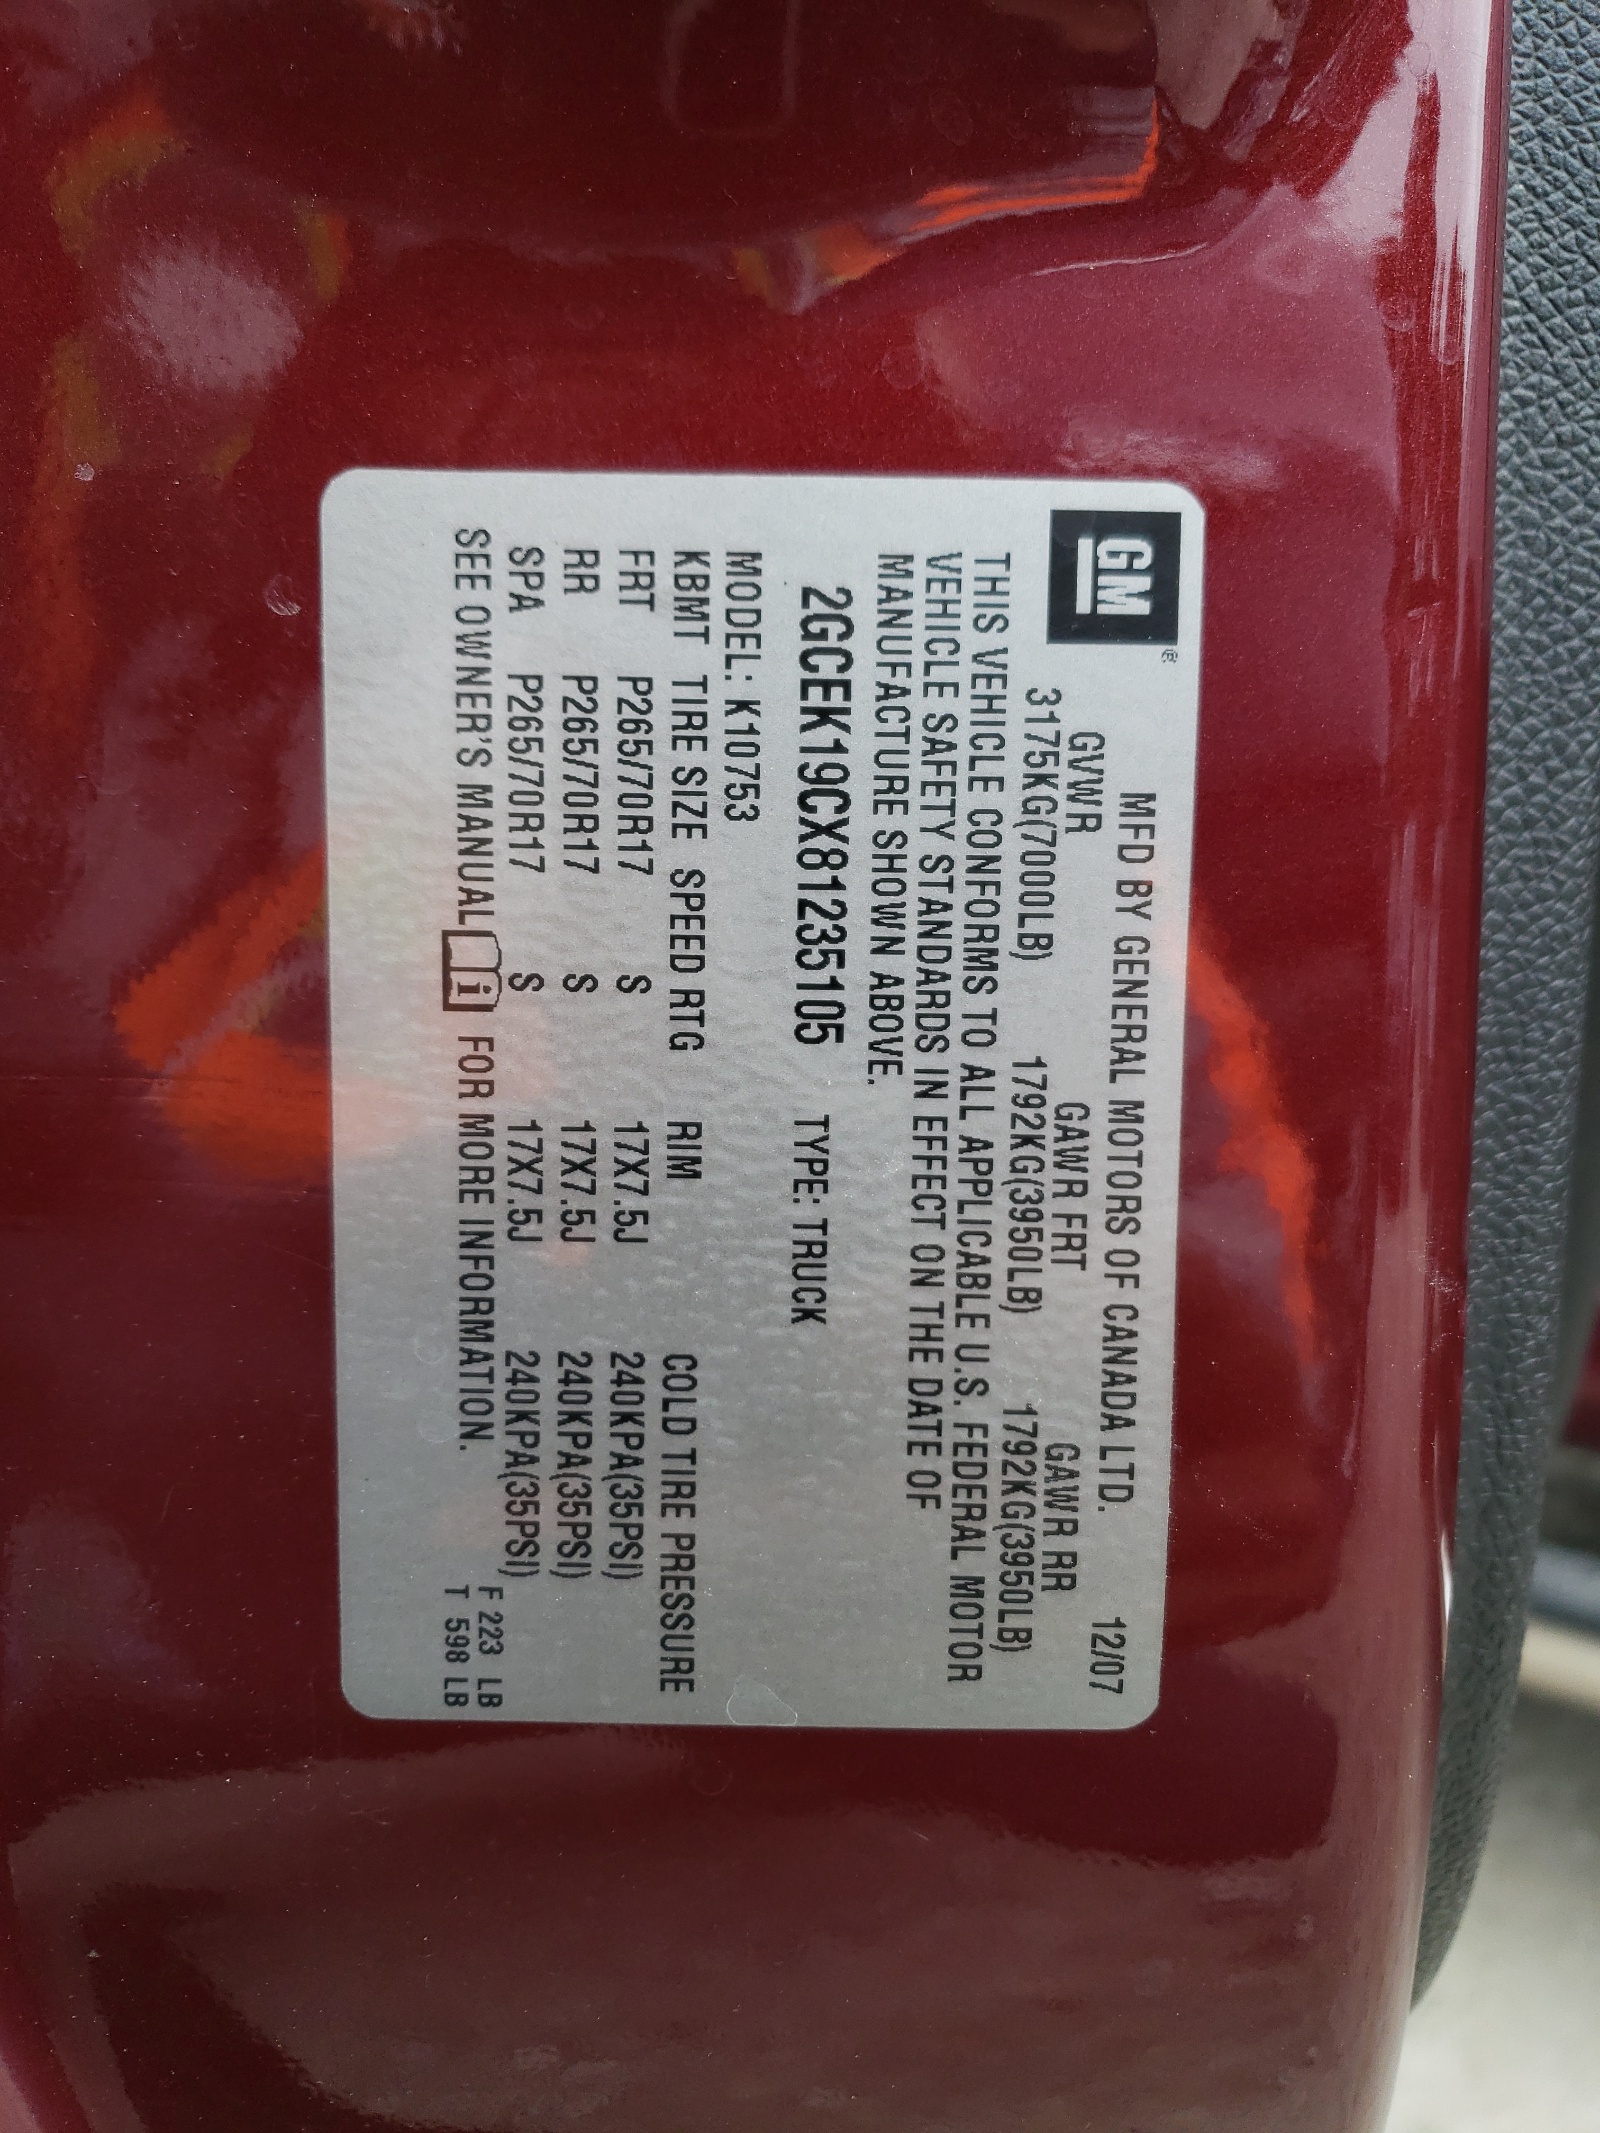 GM ®
MFD BY GENERAL MOTORS OF CANADA LTD. 12/07
GVWR GAWR FRT GAWR RR
3175KG(7000LB) 1792KG(3950LB) 1792KG(3950LB)
THIS VEHICLE CONFORMS TO ALL APPLICABLE U.S. FEDERAL MOTOR
VEHICLE SAFETY STANDARDS IN EFFECT ON THE DATE OF
MANUFACTURE SHOWN ABOVE.
2GCEK19CX81235105 TYPE: TRUCK
MODEL: K10753
KBMT TIRE SIZE SPEED RTG RIM COLD TIRE PRESSURE
FRT P265/70R17 S 17X7.5J 240KPA(35PSI)
RR P265/70R17 S 17X7.5J 240KPA(35PSI)
SPA P265/70R17 S 17X7.5J 240KPA(35PSI)
SEE OWNER'S MANUAL i FOR MORE INFORMATION.
F 223 LB
T 598 LB